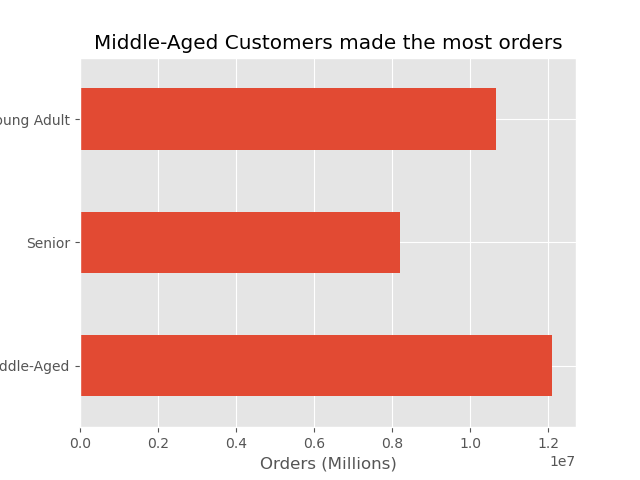 Middle-Aged Customers made the most orders
oung Adult
Senior
ddle-Aged
0.0 0.2 0.4 0.6 0.8 1.0 1.2
1e7
Orders (Millions)